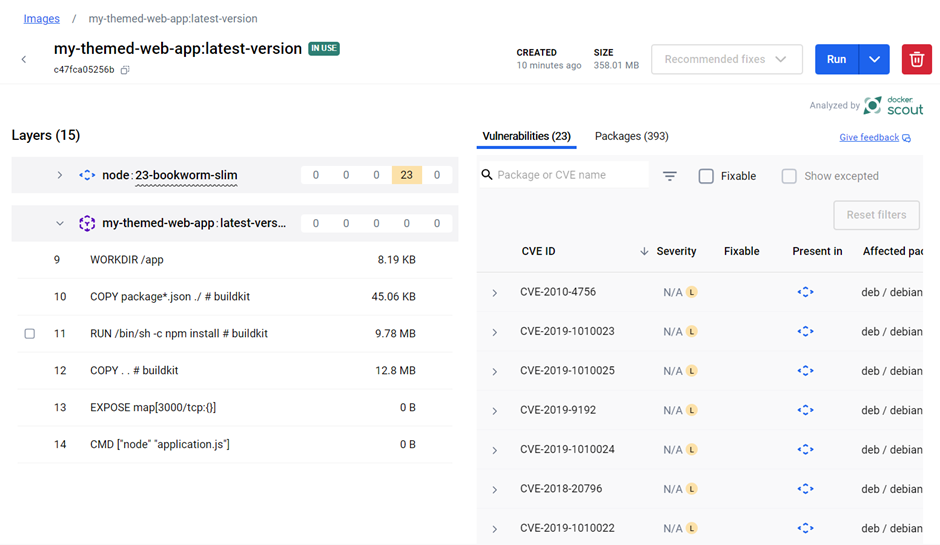 Images / my-themed-web-app:latest-version
my-themed-web-app:latest-version IN USE
c47fca05256b
CREATED
10 minutes ago
SIZE
358.01 MB
Recommended fixes
Run
Analyzed by docker scout
Layers (15)
node:23-bookworm-slim 0 0 0 23 0
my-themed-web-app:latest-vers... 0 0 0 0 0
9 WORKDIR /app 8.19 KB
10 COPY package*.json ./ # buildkit 45.06 KB
11 RUN /bin/sh -c npm install # buildkit 9.78 MB
12 COPY . . # buildkit 12.8 MB
13 EXPOSE map[3000/tcp:{}] 0 B
14 CMD ["node" "application.js"] 0 B
Vulnerabilities (23) Packages (393) Give feedback
Package or CVE name Fixable Show excepted
Reset filters
CVE ID Severity Fixable Present in Affected pac
CVE-2010-4756 N/A L deb / debian
CVE-2019-1010023 N/A L deb / debian
CVE-2019-1010025 N/A L deb / debian
CVE-2019-9192 N/A L deb / debian
CVE-2019-1010024 N/A L deb / debian
CVE-2018-20796 N/A L deb / debian
CVE-2019-1010022 N/A L deb / debian